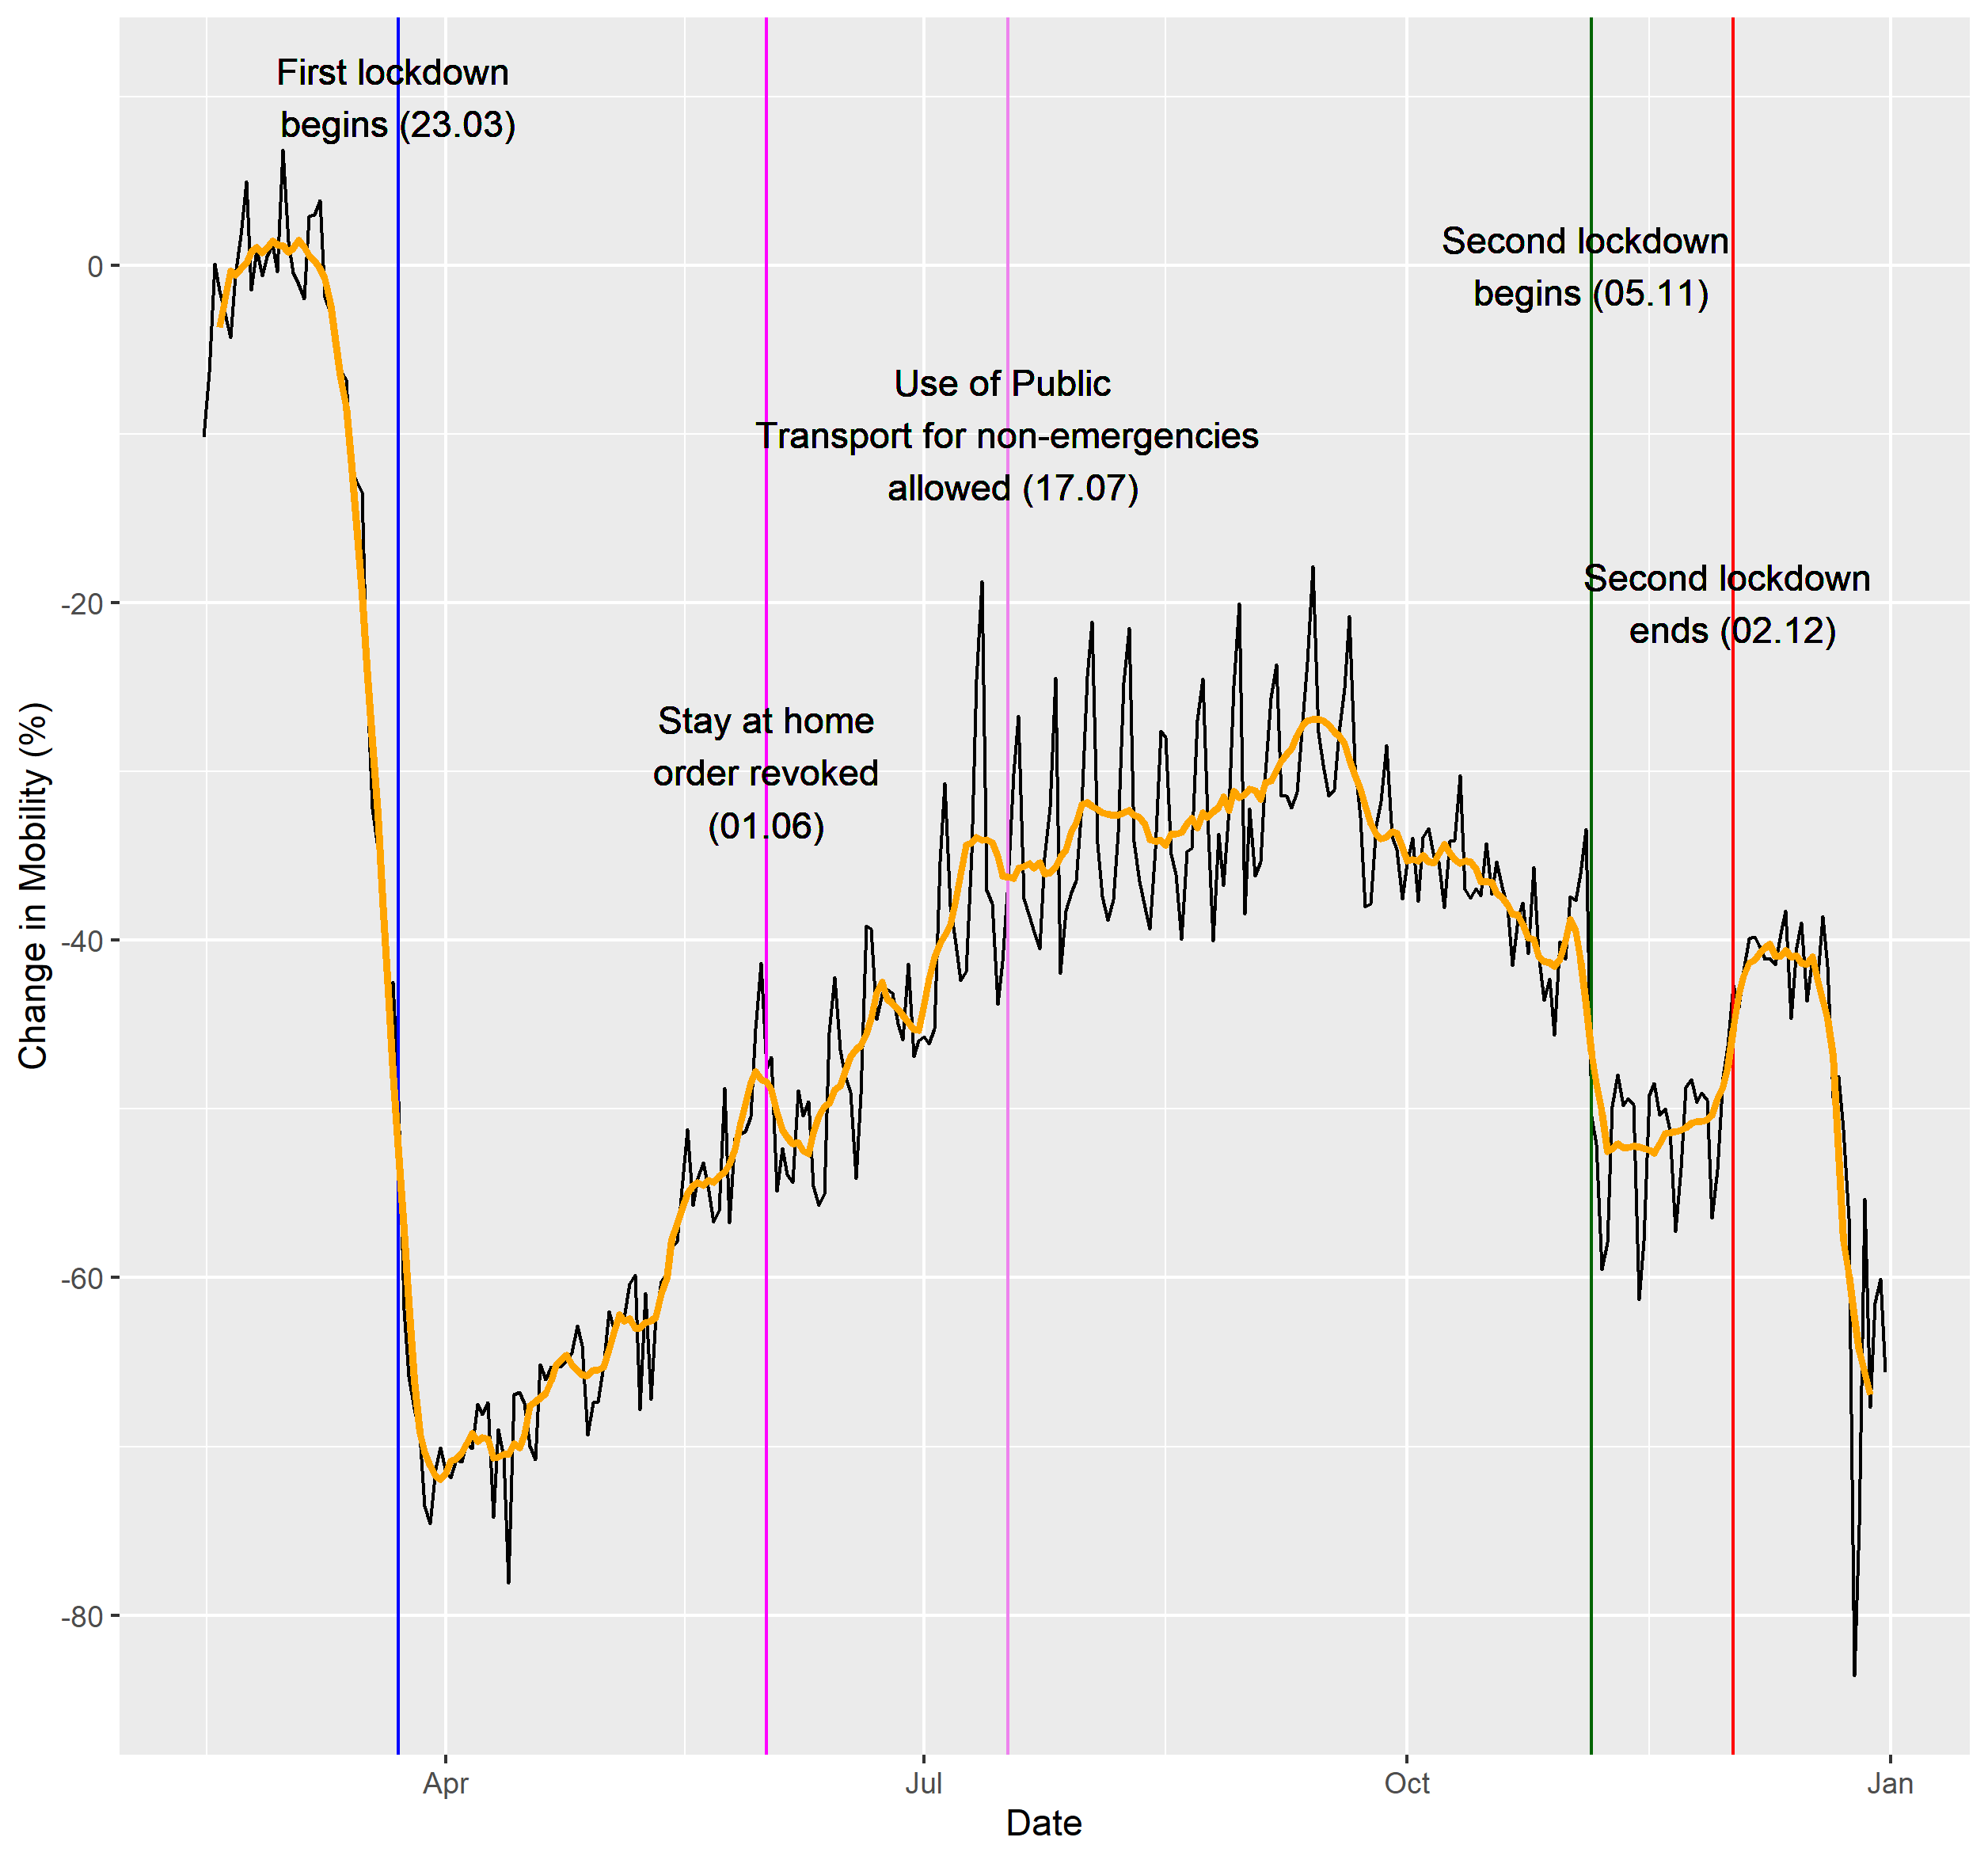 First lockdown
begins (23.03)
Second lockdown
begins (05.11)
Use of Public
Transport for non-emergencies
allowed (17.07)
Second lockdown
ends (02.12)
Stay at home
order revoked
(01.06)
0
-20
-40
-60
-80
Change in Mobility (%)
Apr
Jul
Oct
Jan
Date